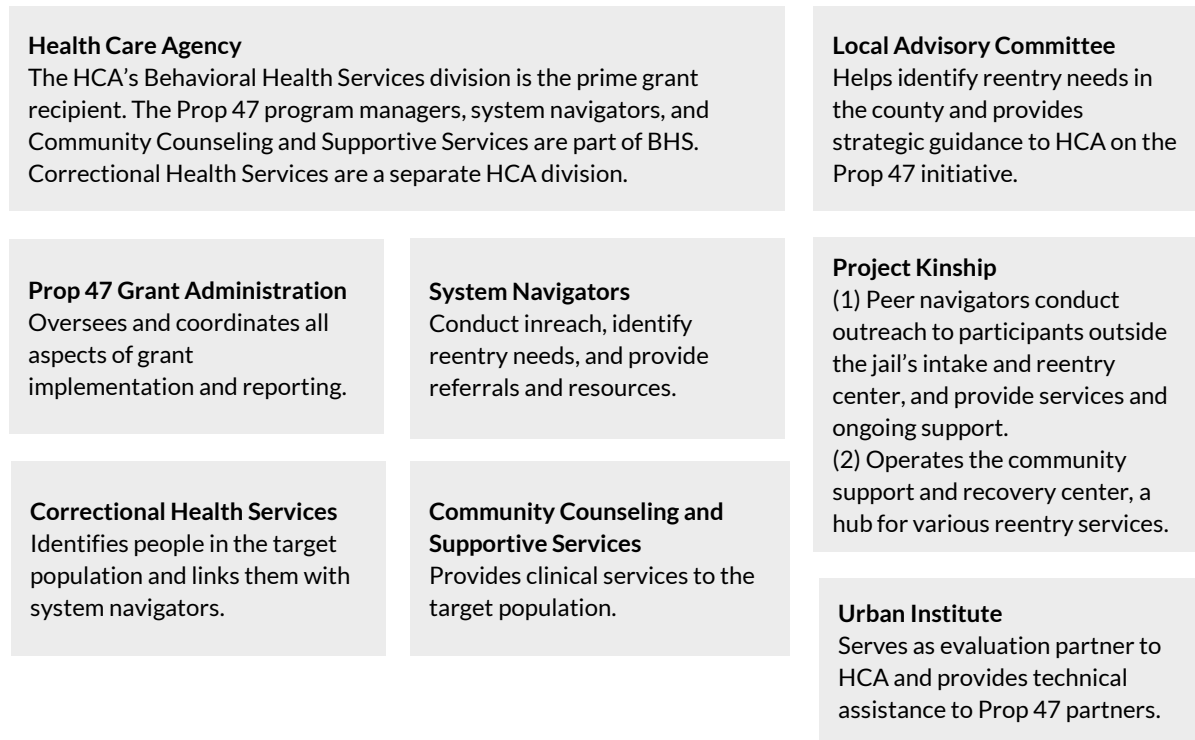 Health Care Agency
The HCA’s Behavioral Health Services division is the prime grant
recipient. The Prop 47 program managers, system navigators, and
Community Counseling and Supportive Services are part of BHS.
Correctional Health Services are a separate HCA division.
Local Advisory Committee
Helps identify reentry needs in
the county and provides
strategic guidance to HCA on the
Prop 47 initiative.
Prop 47 Grant Administration
Oversees and coordinates all
aspects of grant
implementation and reporting.
System Navigators
Conduct inreach, identify
reentry needs, and provide
referrals and resources.
Project Kinship
(1) Peer navigators conduct
outreach to participants outside
the jail’s intake and reentry
center, and provide services and
ongoing support.
(2) Operates the community
support and recovery center, a
hub for various reentry services.
Correctional Health Services
Identifies people in the target
population and links them with
system navigators.
Community Counseling and
Supportive Services
Provides clinical services to the
target population.
Urban Institute
Serves as evaluation partner to
HCA and provides technical
assistance to Prop 47 partners.